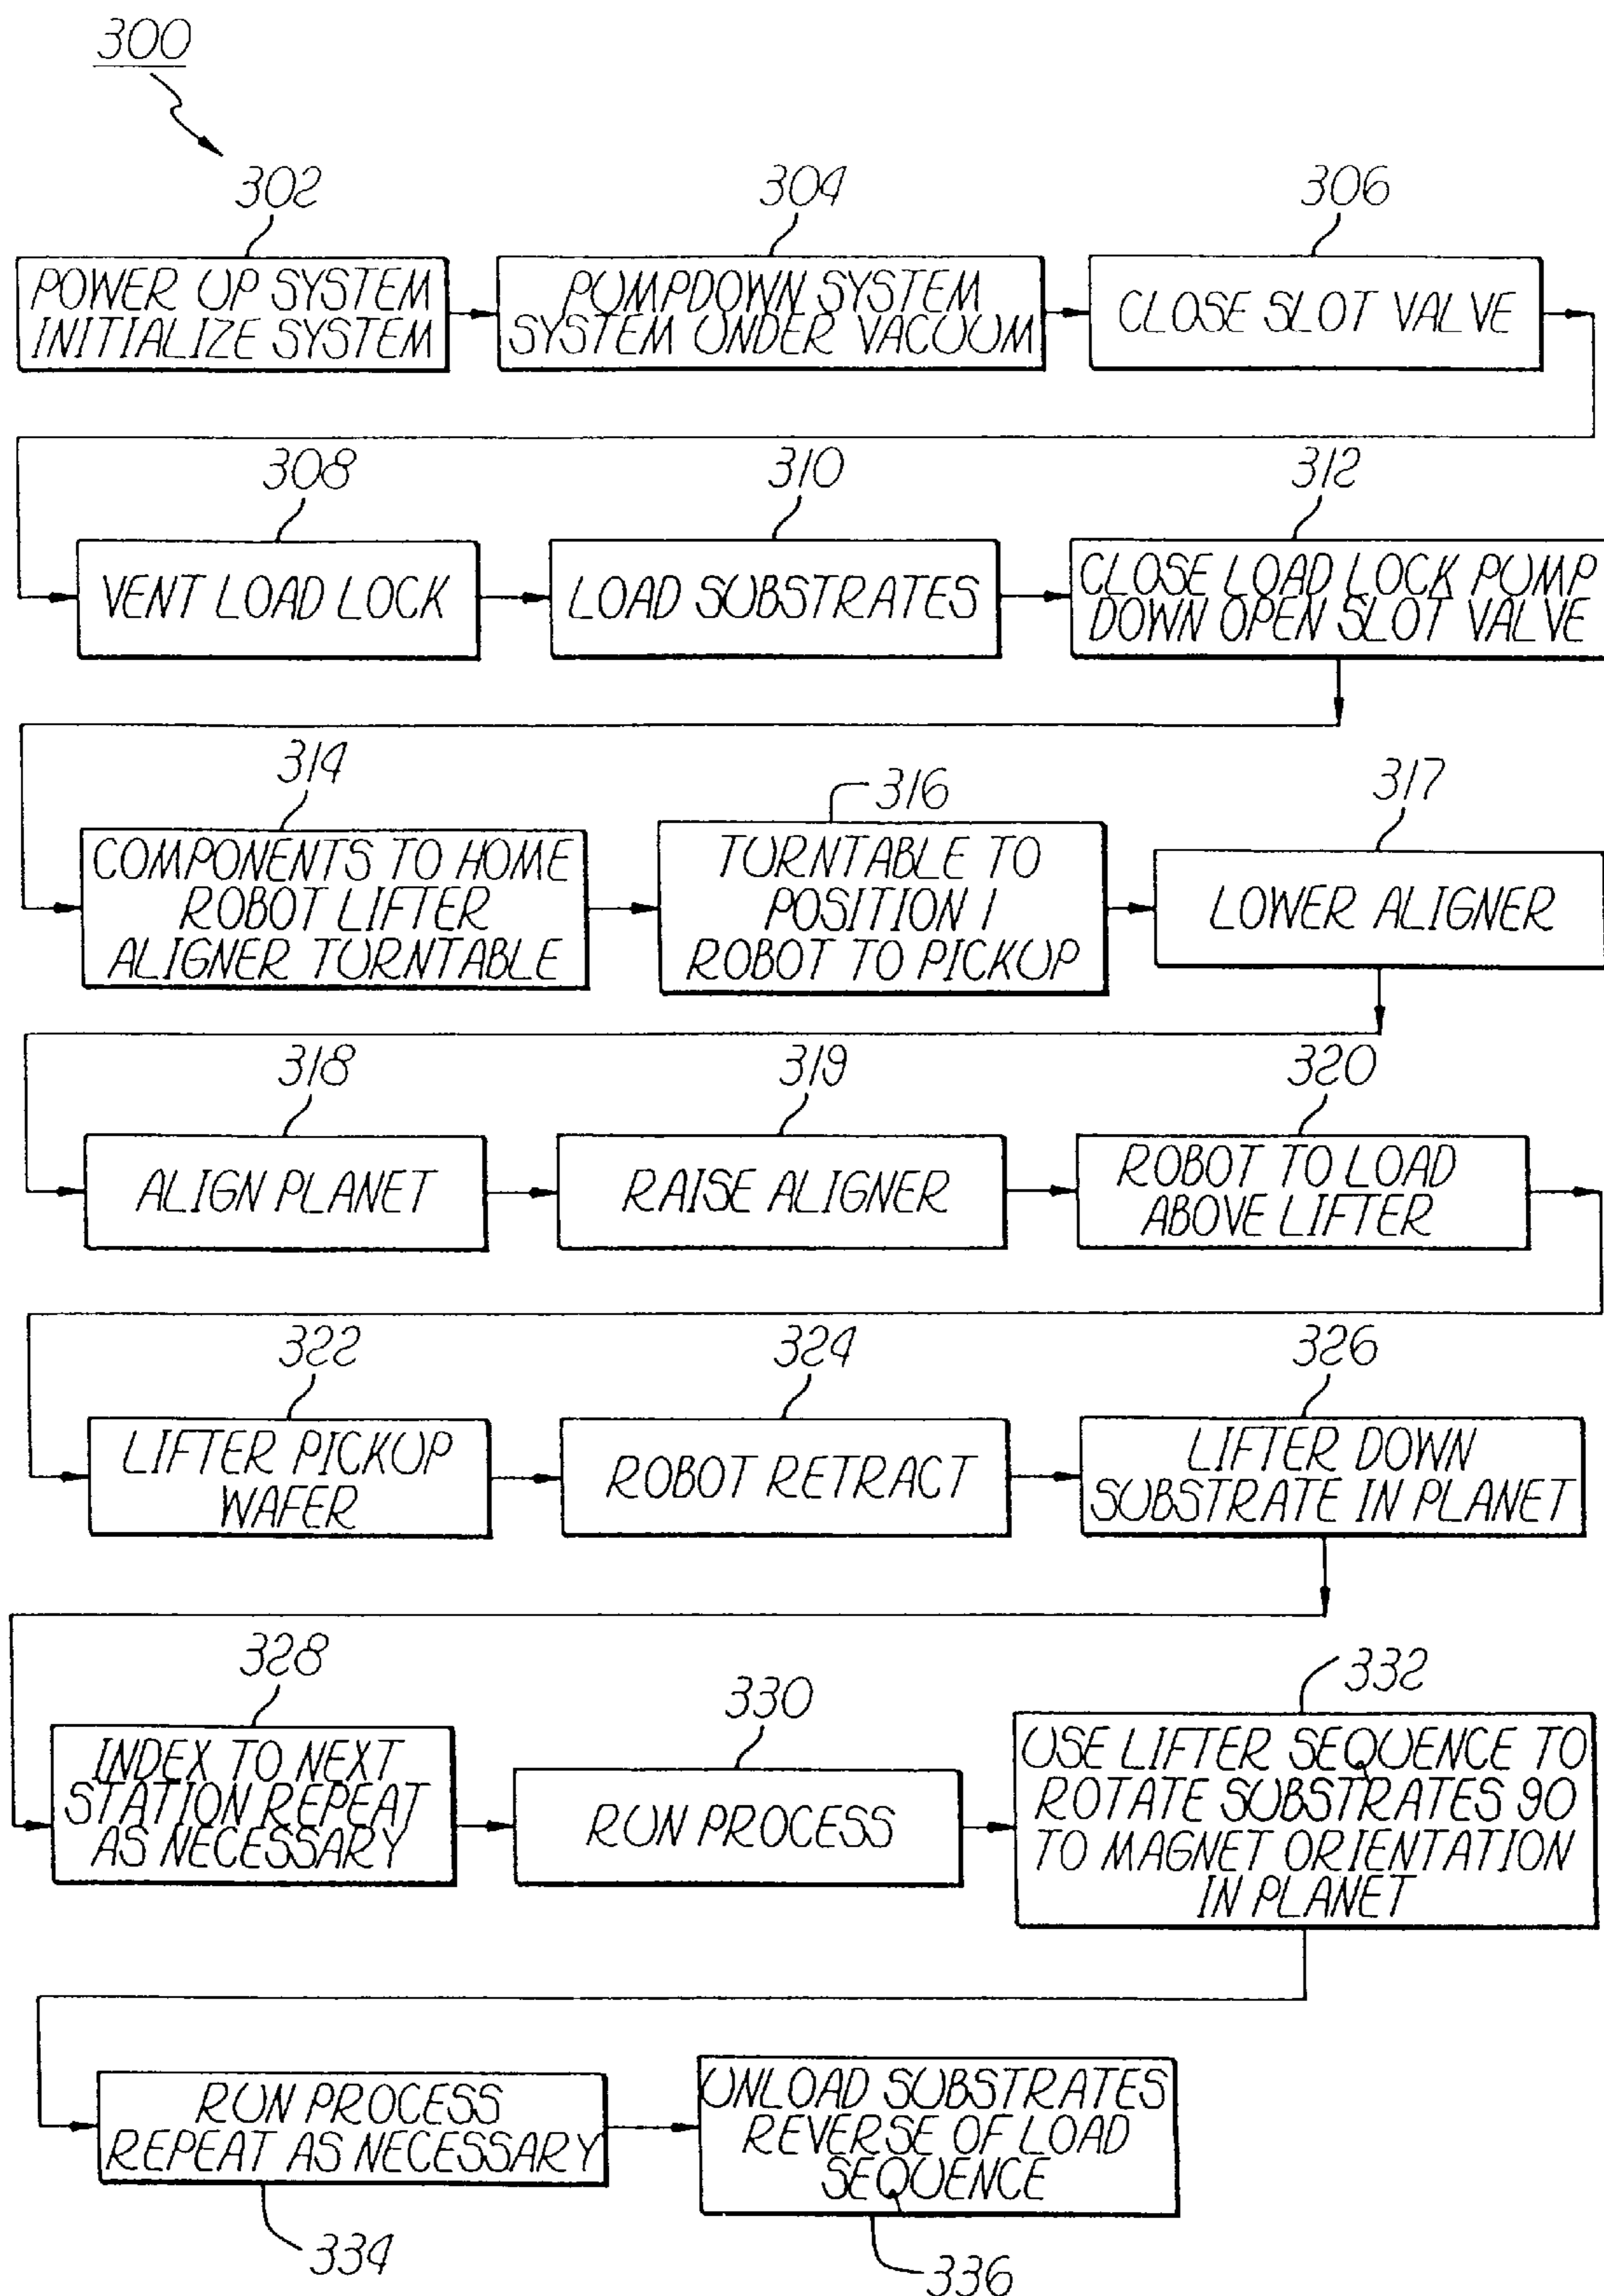 300
302
304
306
POWER UP SYSTEM
INITIALIZE SYSTEM
PUMPDOWN SYSTEM
SYSTEM UNDER VACUUM
CLOSE SLOT VALVE
308
310
312
VENT LOAD LOCK
LOAD SUBSTRATES
CLOSE LOAD LOCK PUMP
DOWN OPEN SLOT VALVE
314
316
317
COMPONENTS TO HOME
ROBOT LIFTER
ALIGNER TURNTABLE
TURNTABLE TO
POSITION 1
ROBOT TO PICKUP
LOWER ALIGNER
318
319
320
ALIGN PLANET
RAISE ALIGNER
ROBOT TO LOAD
ABOVE LIFTER
322
324
326
LIFTER PICKUP
WAFER
ROBOT RETRACT
LIFTER DOWN
SUBSTRATE IN PLANET
328
330
332
INDEX TO NEXT
STATION REPEAT
AS NECESSARY
RUN PROCESS
USE LIFTER SEQUENCE TO
ROTATE SUBSTRATES 90
TO MAGNET ORIENTATION
IN PLANET
RUN PROCESS
REPEAT AS NECESSARY
UNLOAD SUBSTRATES
REVERSE OF LOAD
SEQUENCE
334
336